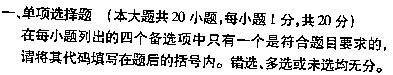 一、单项选择题 (本大题共20小题,每小题1分,共20分)
在每小题列出的四个备选项中只有一个是符合题目要求的,
请将其代码填写在题后的括号内。错选、多选或未选均无分。